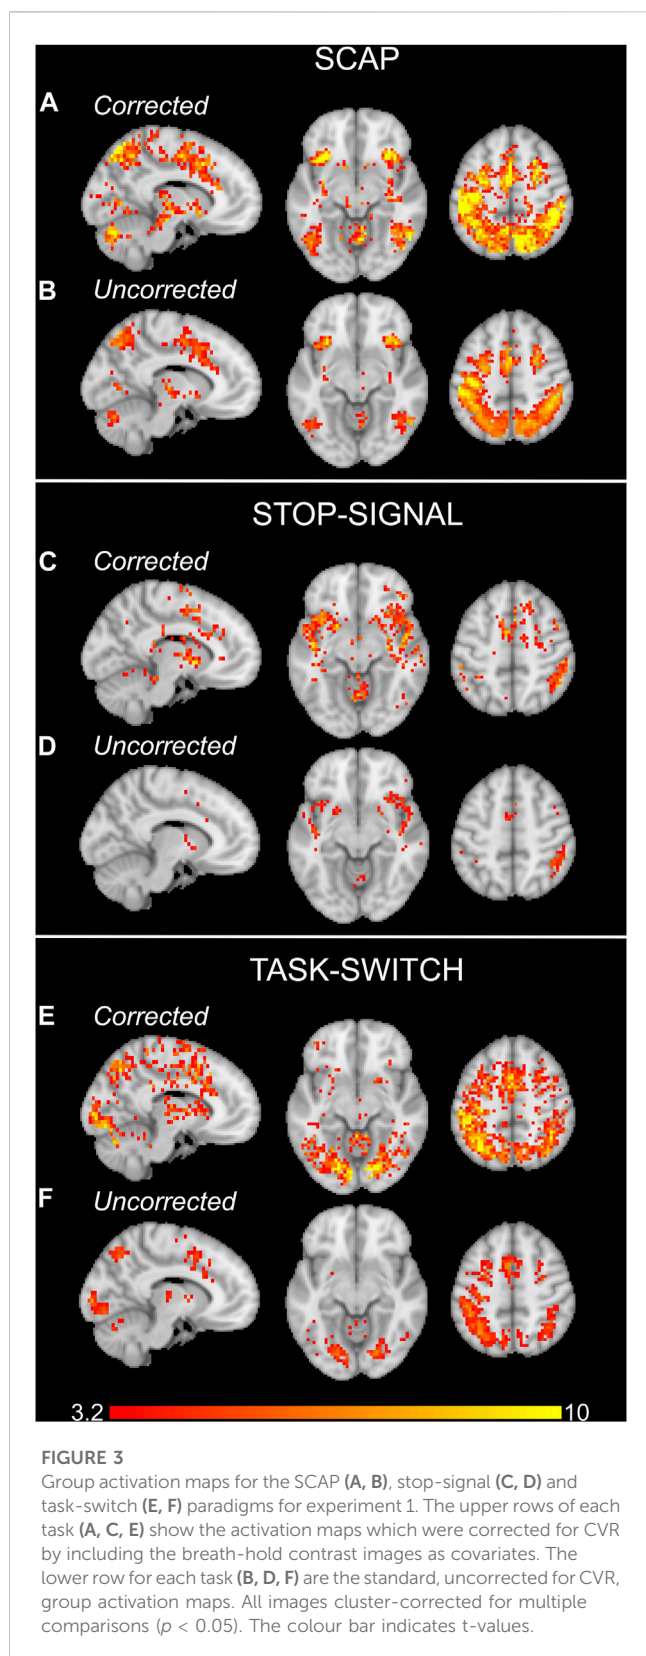 SCAP
A Corrected
B Uncorrected
STOP-SIGNAL
C Corrected
D Uncorrected
TASK-SWITCH
E Corrected
F Uncorrected
3.2 10
FIGURE 3
Group activation maps for the SCAP (A, B), stop-signal (C, D) and
task-switch (E, F) paradigms for experiment 1. The upper rows of each
task (A, C, E) show the activation maps which were corrected for CVR
by including the breath-hold contrast images as covariates. The
lower row for each task (B, D, F) are the standard, uncorrected for CVR,
group activation maps. All images cluster-corrected for multiple
comparisons (p < 0.05). The colour bar indicates t-values.